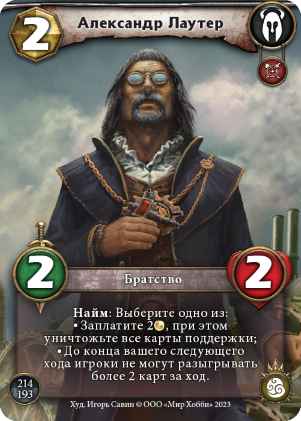 2
Александр Лаутер
2
Братство
2
Найм: Выберите одно из:
• Заплатите 2, при этом
уничтожьте все карты поддержки;
• До конца вашего следующего
хода игроки не могут разыгрывать
более 2 карт за ход.
214
193
Худ. Игорь Савин © ООО «Мир Хобби» 2023